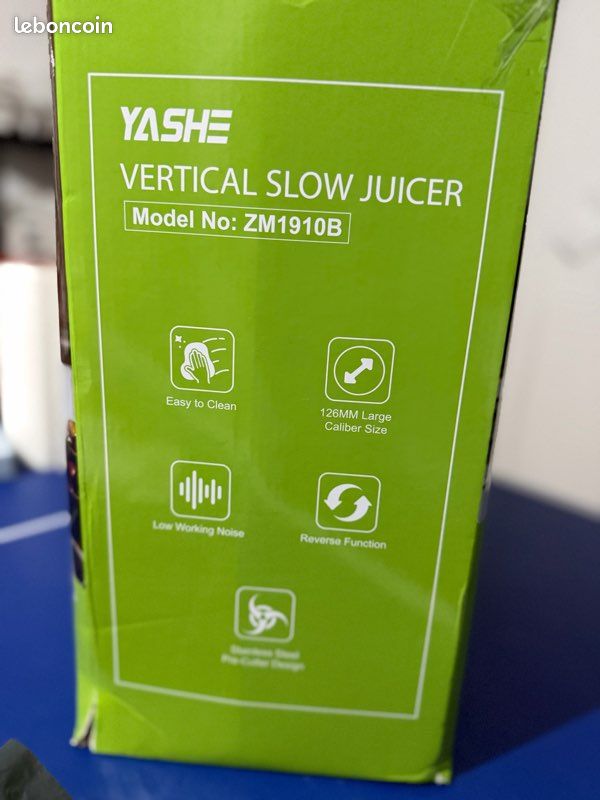 leboncoin
YASHE
VERTICAL SLOW JUICER
Model No: ZM1910B
Easy to Clean
126MM Large
Caliber Size
Low Working Noise
Reverse Function
Stainless Steel
Pre-Cutter Design